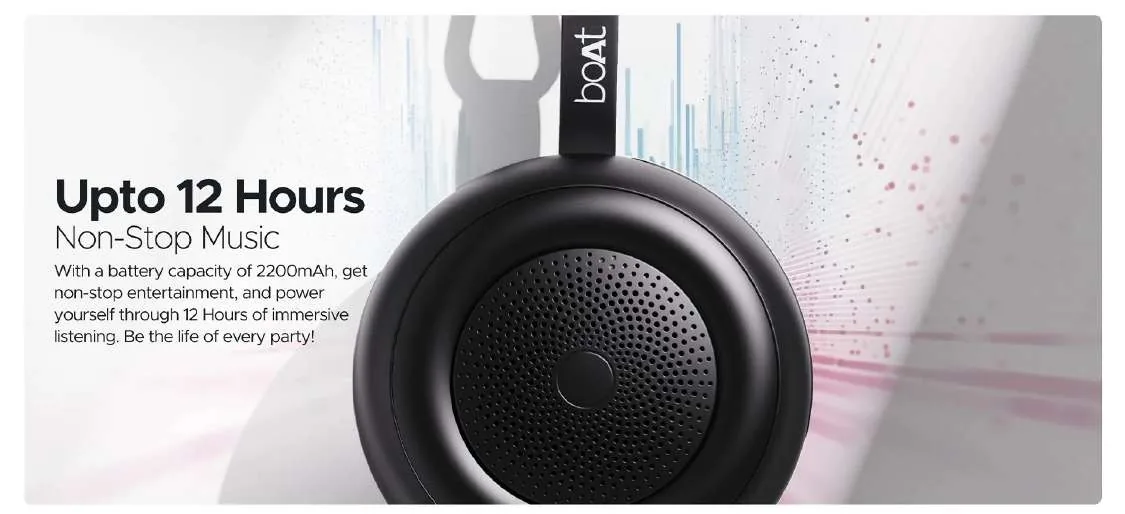 boAt
Upto 12 Hours
Non-Stop Music
With a battery capacity of 2200mAh, get
non-stop entertainment, and power
yourself through 12 Hours of immersive
listening. Be the life of every party!